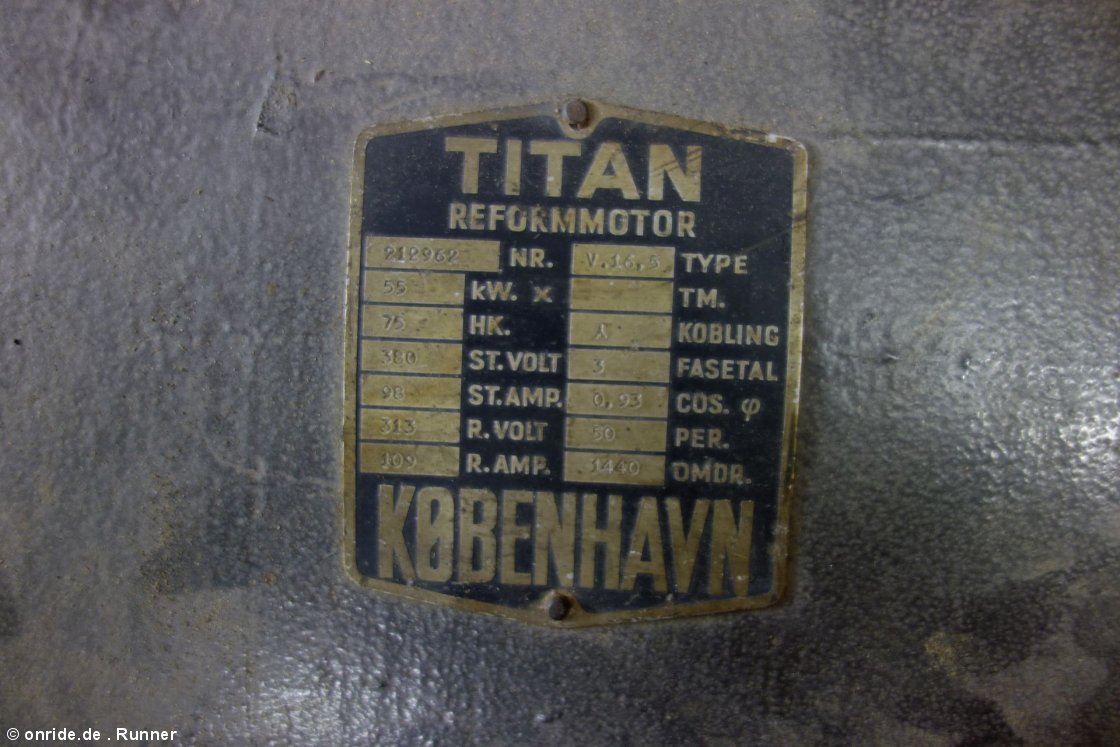 TITAN
REFORMMOTOR
212962 NR. V.16,5 TYPE
55 KW. x TM.
75 HK. KOBLING
380 ST. VOLT 3 FASETAL
98 ST. AMP. 0,93 COS. φ
313 R. VOLT 50 PER.
109 R. AMP. 1440 OMDR.
KØBENHAVN
© onride.de . Runner